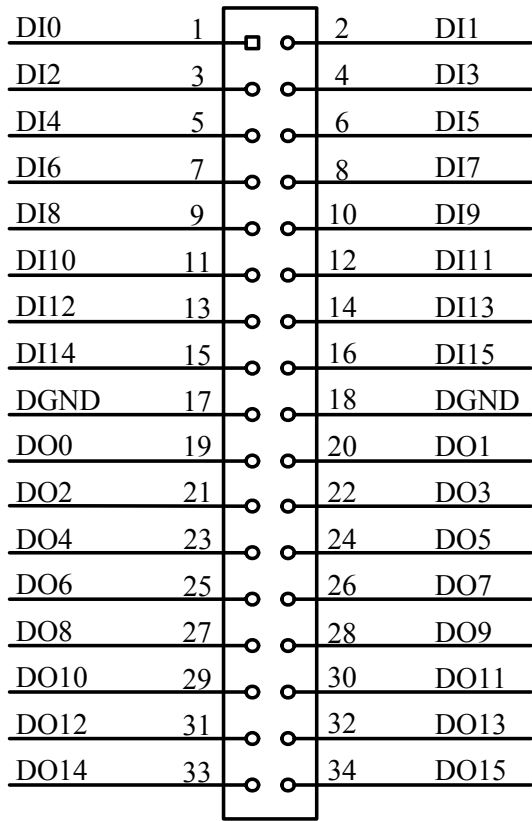 DI0 1 2 DI1
DI2 3 4 DI3
DI4 5 6 DI5
DI6 7 8 DI7
DI8 9 10 DI9
DI10 11 12 DI11
DI12 13 14 DI13
DI14 15 16 DI15
DGND 17 18 DGND
DO0 19 20 DO1
DO2 21 22 DO3
DO4 23 24 DO5
DO6 25 26 DO7
DO8 27 28 DO9
DO10 29 30 DO11
DO12 31 32 DO13
DO14 33 34 DO15